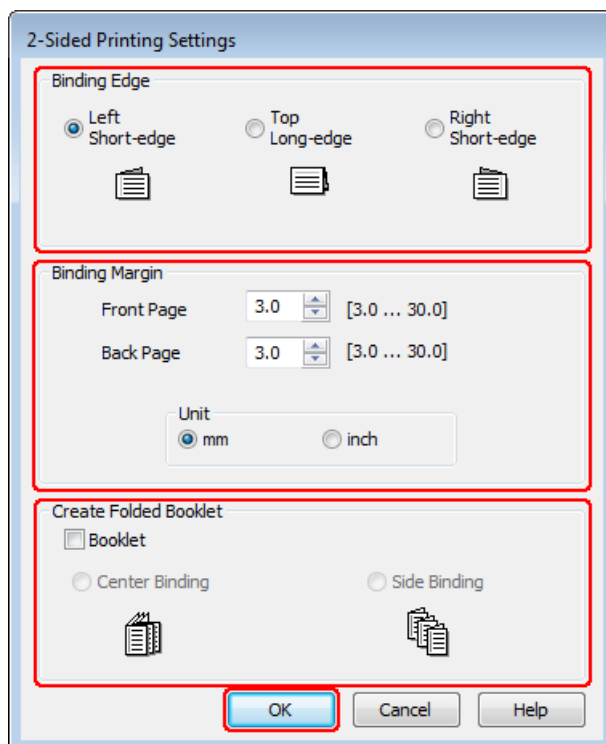 2-Sided Printing Settings
Binding Edge
Left
Short-edge
Top
Long-edge
Right
Short-edge
Binding Margin
Front Page 3.0 [3.0 ... 30.0]
Back Page 3.0 [3.0 ... 30.0]
Unit
mm inch
Create Folded Booklet
Booklet
Center Binding Side Binding
OK Cancel Help